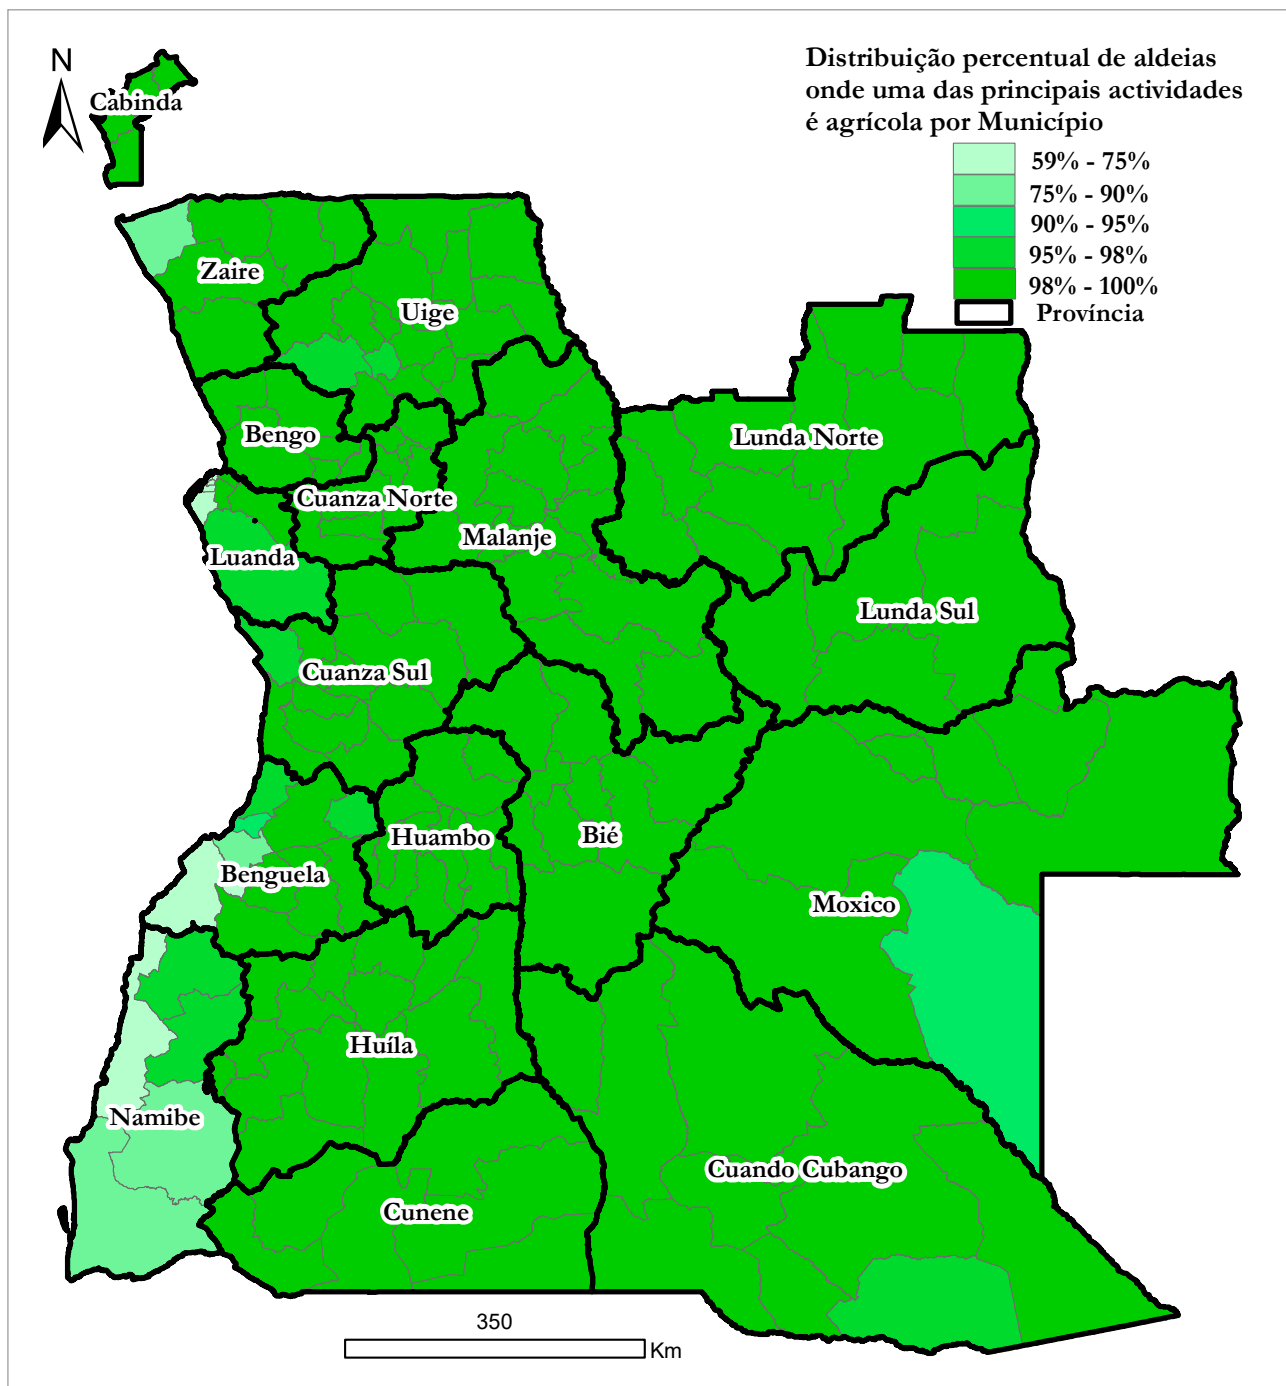 N
Distribuição percentual de aldeias
onde uma das principais actividades
é agrícola por Município
59% - 75%
75% - 90%
90% - 95%
95% - 98%
98% - 100%
Província
Cabinda
Zaire
Uige
Bengo
Lunda Norte
Cuanza Norte
Malanje
Luanda
Lunda Sul
Cuanza Sul
Huambo
Bié
Benguela
Moxico
Huíla
Namibe
Cuando Cubango
Cunene
350
Km